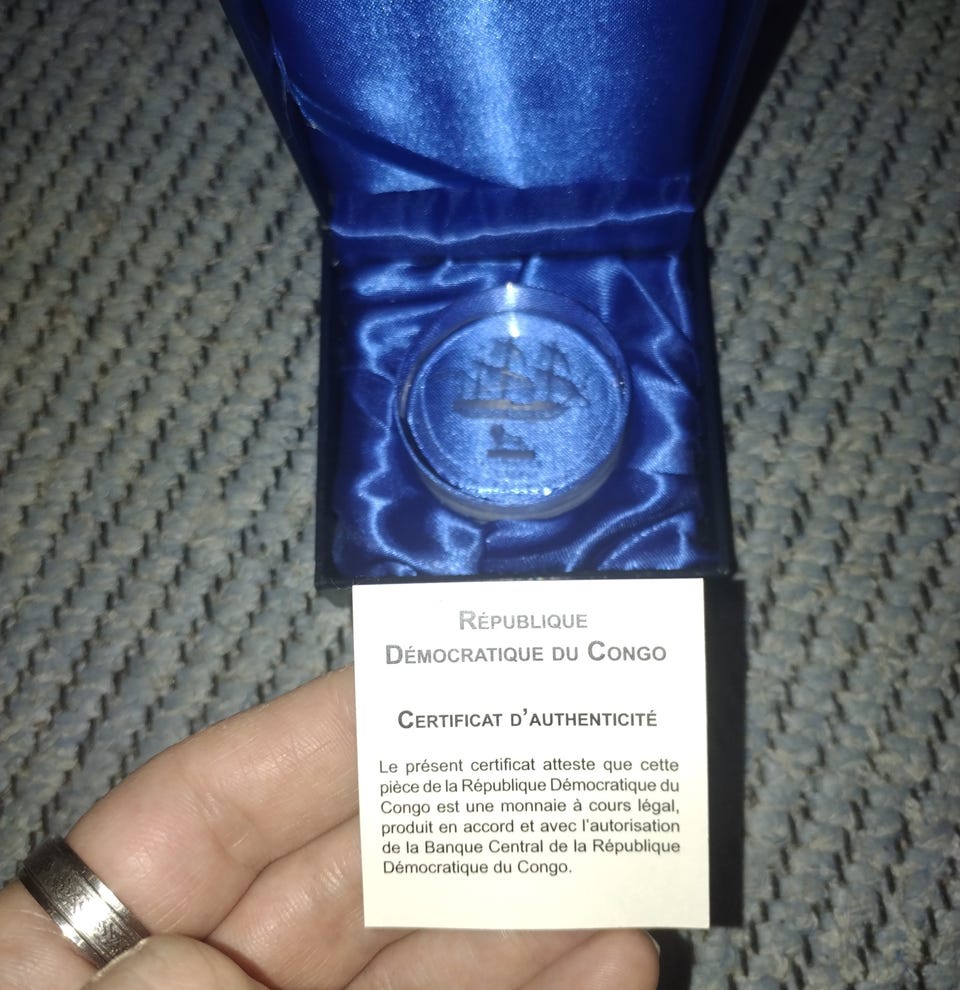 RÉPUBLIQUE
DÉMOCRATIQUE DU CONGO
CERTIFICAT D'AUTHENTICITÉ
Le présent certificat atteste que cette
pièce de la République Démocratique du
Congo est une monnaie à cours légal,
produit en accord et avec l'autorisation
de la Banque Central de la République
Démocratique du Congo.